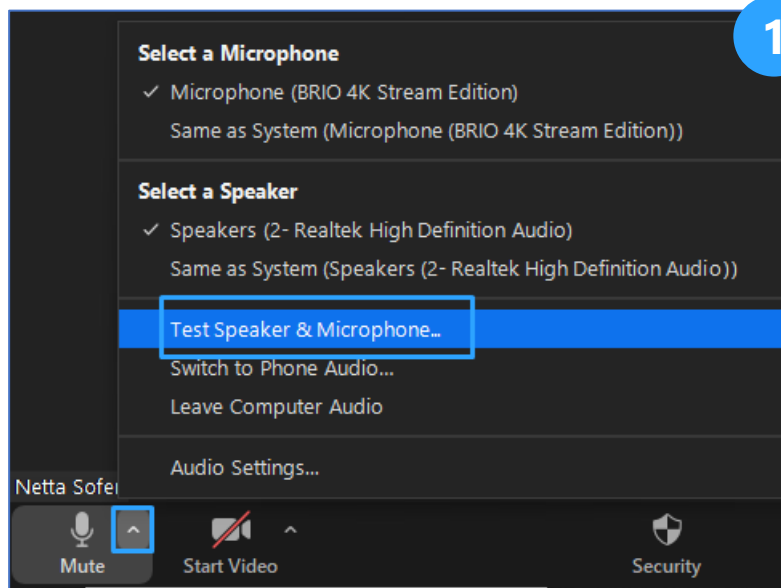 1
Select a Microphone
Microphone (BRIO 4K Stream Edition)
Same as System (Microphone (BRIO 4K Stream Edition))
Select a Speaker
Speakers (2- Realtek High Definition Audio)
Same as System (Speakers (2- Realtek High Definition Audio))
Test Speaker & Microphone...
Switch to Phone Audio...
Leave Computer Audio
Audio Settings...
Netta Sofer
Mute
Start Video
Security